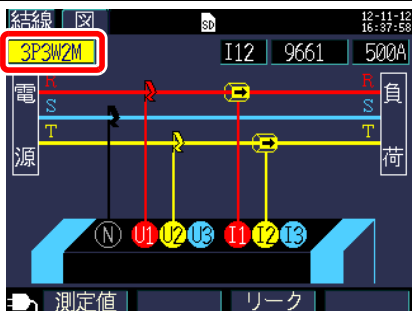 結線 図 SD 12-11-12
16:37:58
3P3W2M I12 9661 500A
電源
R
S
T
R
S
T
負荷
N U1 U2 U3 I1 I2 I3
測定値 リーク